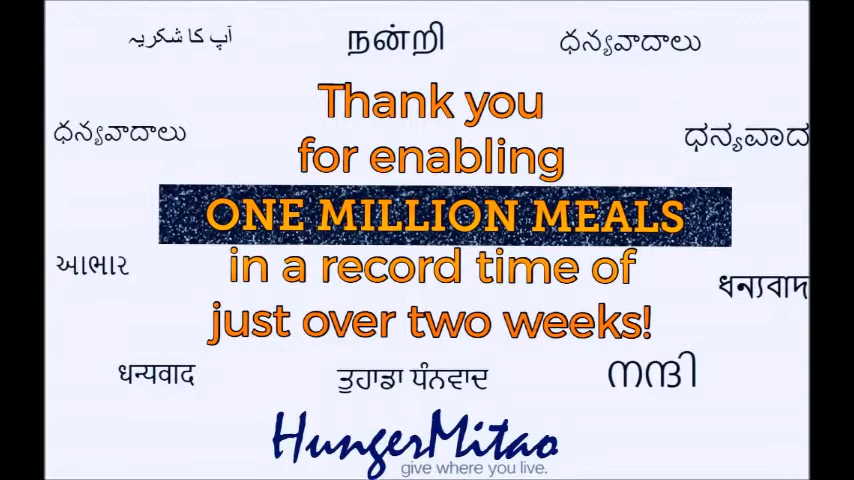 آپ کا شکریہ
நன்றி
ధన్యవాదాలు
Thank you
ధన్యవాదాలు
ಧನ್ಯವಾದ
for enabling
ONE MILLION MEALS
in a record time of
આભાર
ধন্যবাদ
just over two weeks!
धन्यवाद
ਤੁਹਾਡਾ ਧੰਨਵਾਦ
നന്ദി
HungerMitao
give where you live.